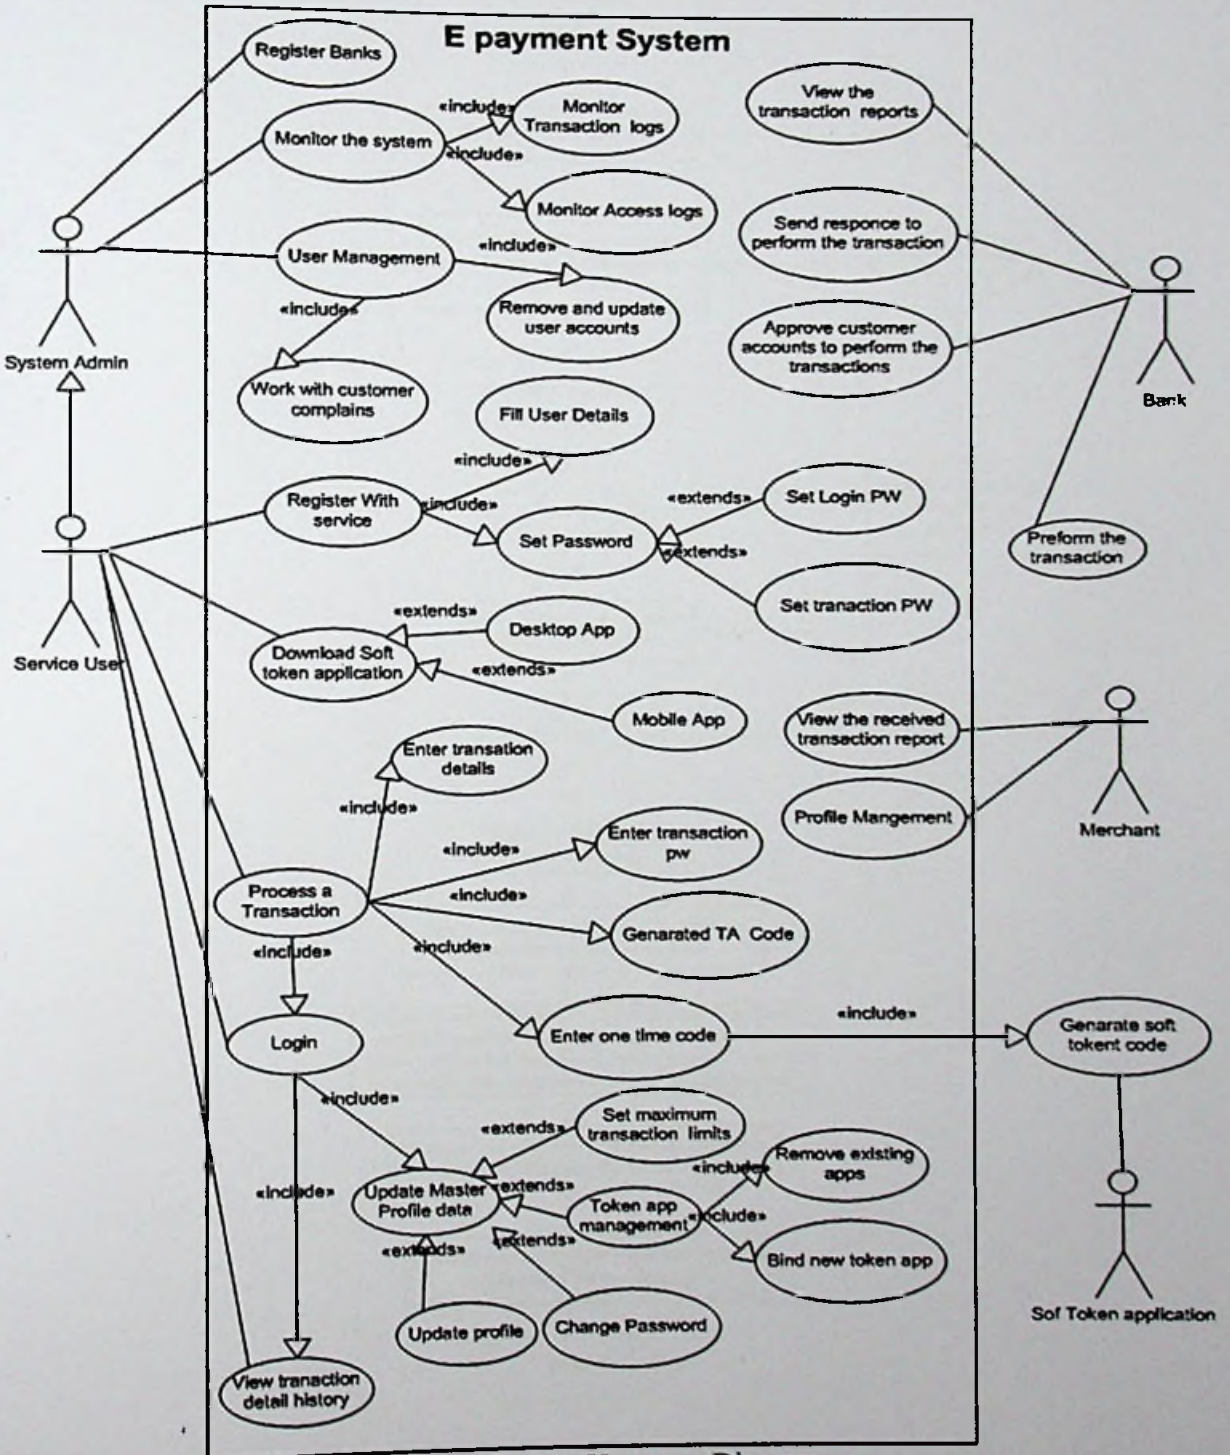 E payment System
Register Banks
«include»
Monitor
Transaction logs
View the
transaction reports
Monitor the system
«include»
Monitor Access logs
Send responce to
perform the transaction
«include»
User Management
«include»
Remove and update
user accounts
Approve customer
accounts to perform the
transactions
System Admin
Work with customer
complains
Bank
Fill User Details
«include»
Register With
service
«include»
Set Password
«extends»
Set Login PW
«extends»
Preform the
transaction
Set tranaction PW
Service User
Download Soft
token application
«extends»
Desktop App
«extends»
Mobile App
View the received
transaction report
Enter transation
details
«include»
Profile Mangement
Merchant
«include»
Enter transaction
pw
Process a
Transaction
«include»
Genarated TA Code
«include»
«include»
Login
Enter one time code
«include»
Genarate soft
tokent code
«include»
Set maximum
transaction limits
«extends»
«include»
Update Master
Profile data
«extends»
Token app
management
«include»
Remove existing
apps
«include»
Bind new token app
«extends»
«extends»
Sof Token application
Update profile
Change Password
View tranaction
detail history